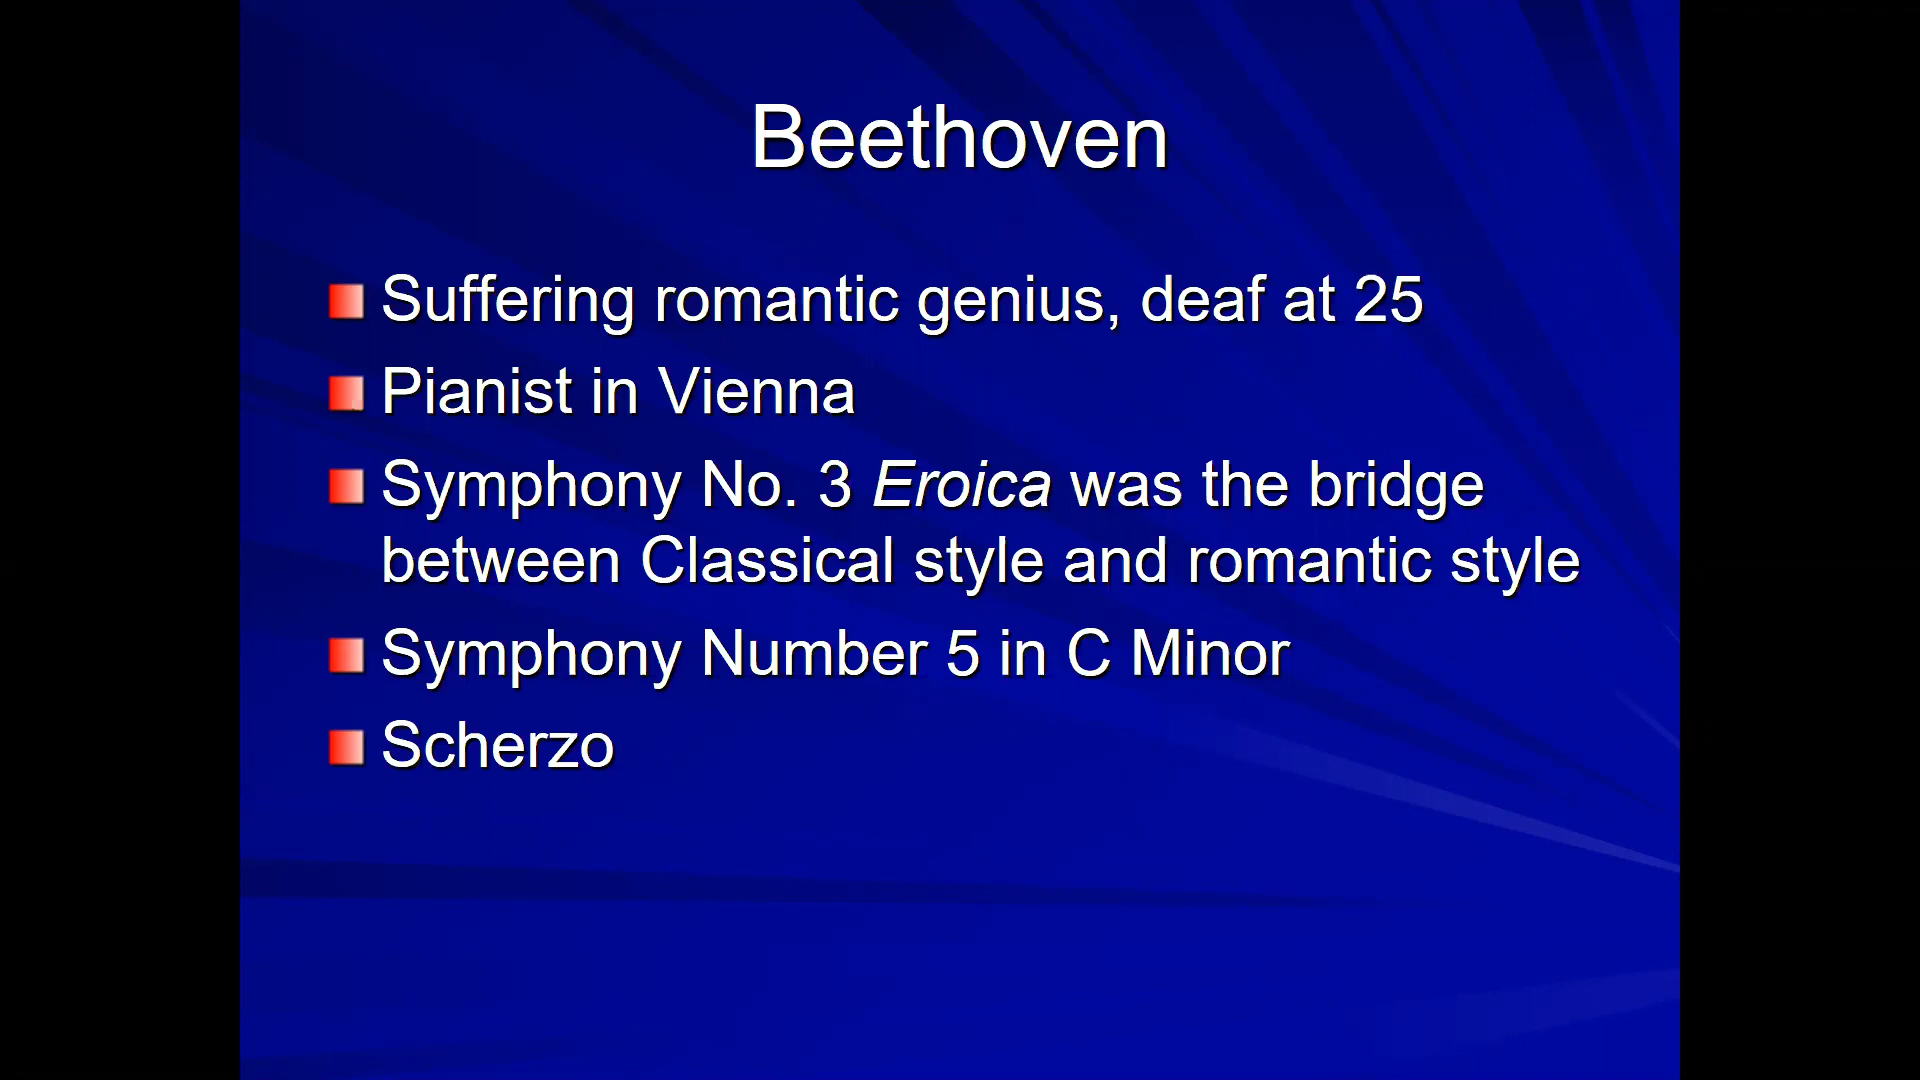 Beethoven
Suffering romantic genius, deaf at 25
Pianist in Vienna
Symphony No. 3 Eroica was the bridge
between Classical style and romantic style
Symphony Number 5 in C Minor
Scherzo